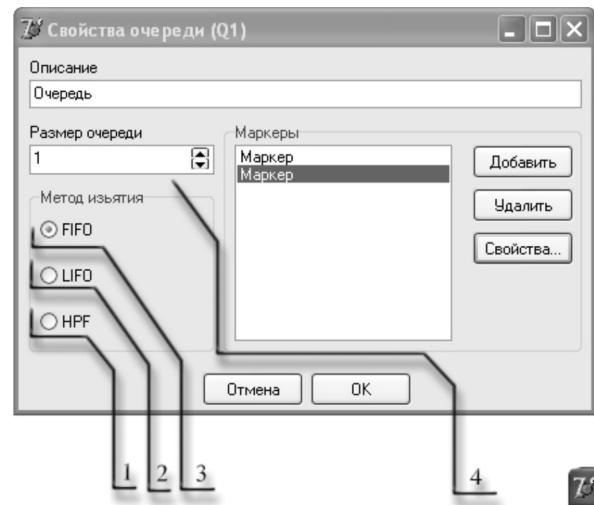 Свойства очереди (Q1)
Описание
Очередь
Размер очереди
1
Маркеры
Маркер
Маркер
Добавить
Удалить
Свойства...
Метод изьятия
FIFO
LIFO
HPF
Отмена
OK
1 2 3 4